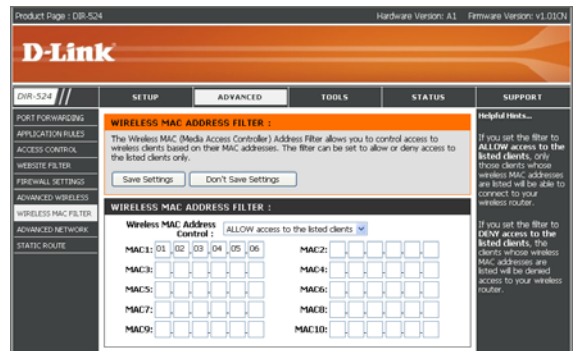 Product Page : DIR-524 Hardware Version: A1 Firmware Version: v1.01CN
D-Link
DIR-524 SETUP ADVANCED TOOLS STATUS SUPPORT
PORT FORWARDING
APPLICATION RULES
ACCESS CONTROL
WEBSITE FILTER
FIREWALL SETTINGS
ADVANCED WIRELESS
WIRELESS MAC FILTER
ADVANCED NETWORK
STATIC ROUTE
WIRELESS MAC ADDRESS FILTER :
The Wireless MAC (Media Access Controller) Address Filter allows you to control access to
wireless clients based on their MAC addresses. The filter can be set to allow or deny access to
the listed clients only.
Save Settings Don't Save Settings
WIRELESS MAC ADDRESS FILTER :
Wireless MAC Address
Control : ALLOW access to the listed clients
MAC1: 01 02 03 04 05 06 MAC2:
MAC3: MAC4:
MAC5: MAC6:
MAC7: MAC8:
MAC9: MAC10:
Helpful Hints...
If you set the filter to
ALLOW access to the
listed clients, only
those clients whose
wireless MAC addresses
are listed will be able to
connect to your
wireless router.
If you set the filter to
DENY access to the
listed clients, the
clients whose wireless
MAC addresses are
listed will be denied
access to your wireless
router.